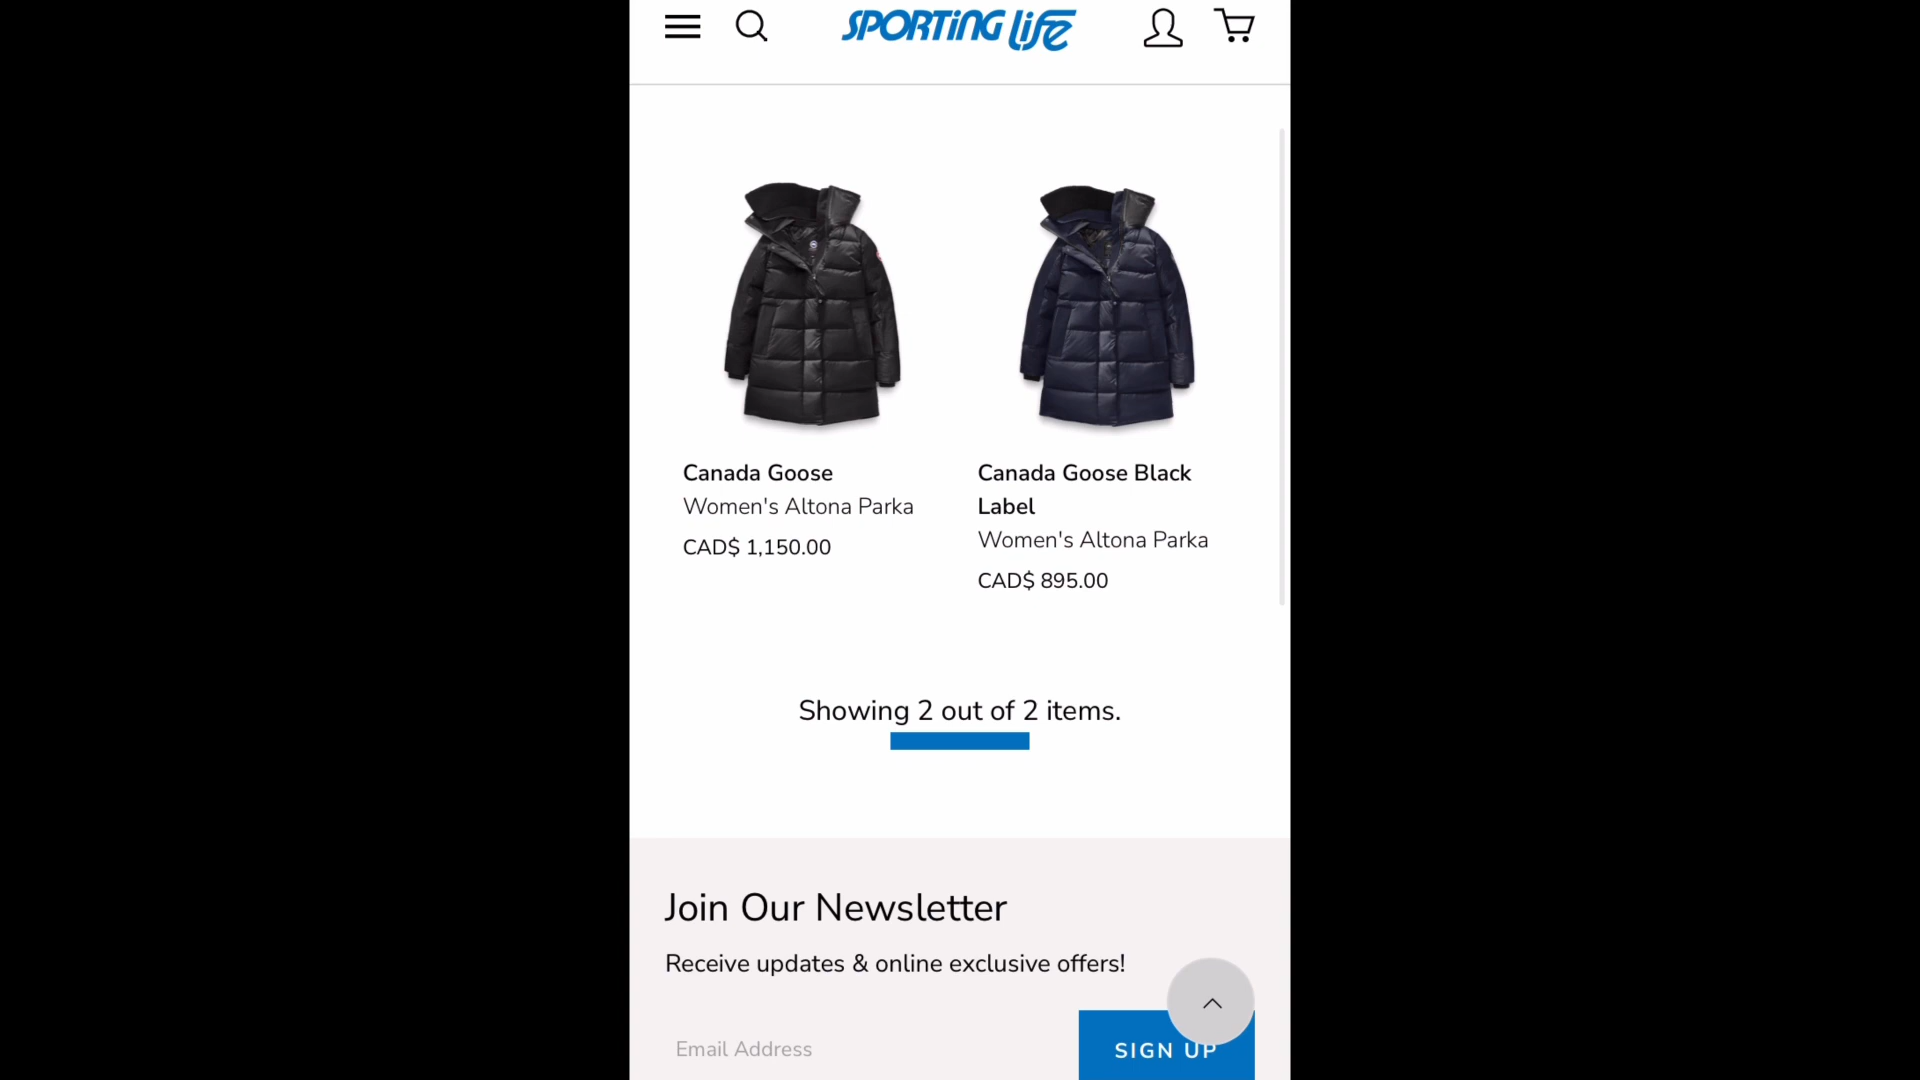 SPORTING life
Canada Goose
Women's Altona Parka
CAD$ 1,150.00
Canada Goose Black
Label
Women's Altona Parka
CAD$ 895.00
Showing 2 out of 2 items.
Join Our Newsletter
Receive updates & online exclusive offers!
Email Address
SIGN UP